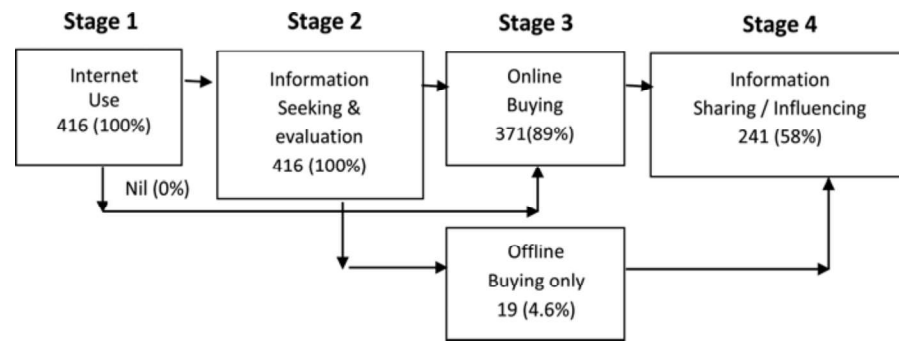 Stage 1
Stage 2
Stage 3
Stage 4
Internet
Use
416 (100%)
Information
Seeking &
evaluation
416 (100%)
Online
Buying
371(89%)
Information
Sharing / Influencing
241 (58%)
Nil (0%)
Offline
Buying only
19 (4.6%)